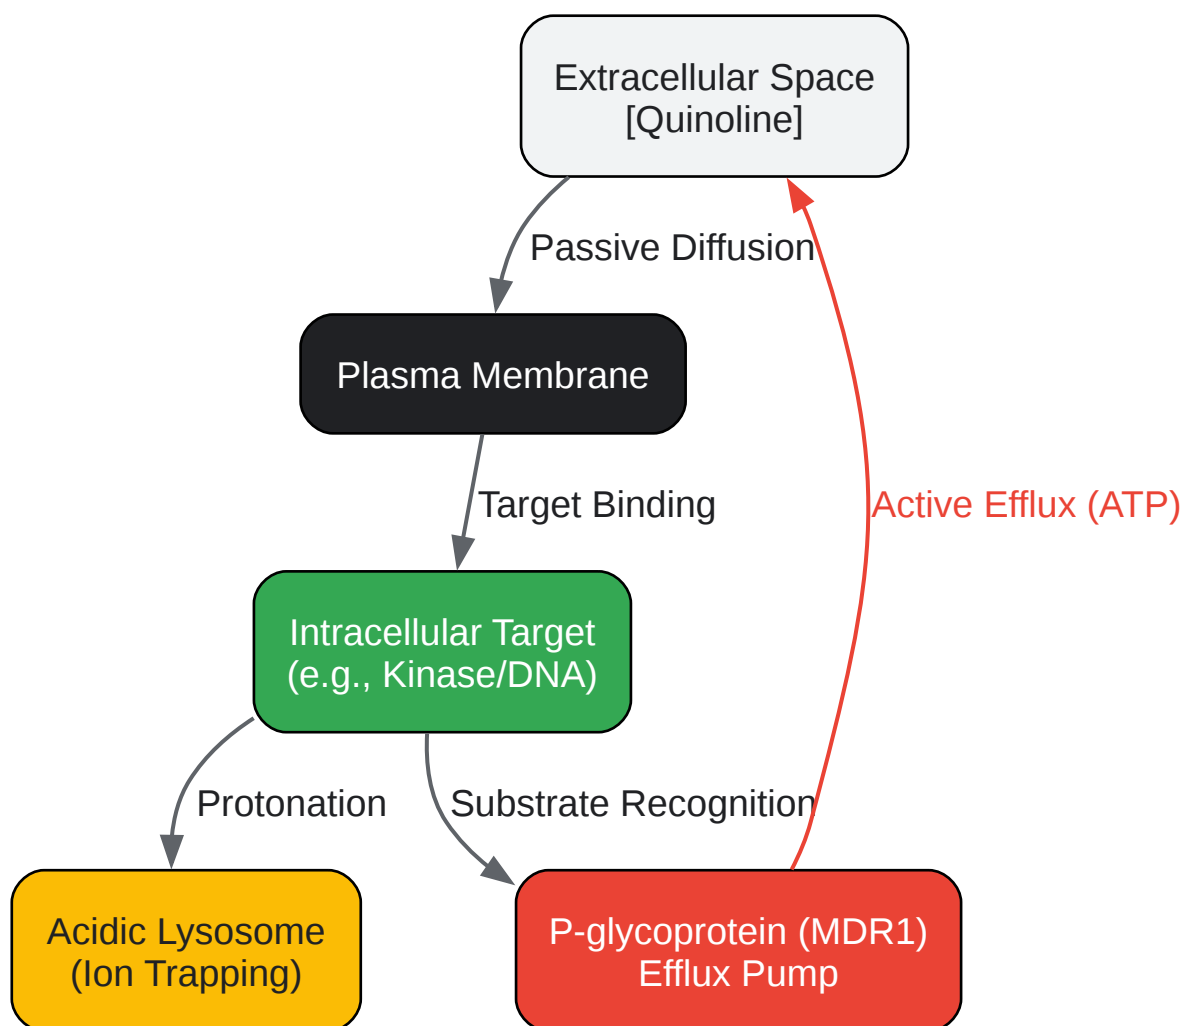 Extracellular Space
[Quinoline]
Passive Diffusion
Plasma Membrane
Target Binding
Active Efflux (ATP)
Intracellular Target
(e.g., Kinase/DNA)
Protonation
Substrate Recognition
Acidic Lysosome
(Ion Trapping)
P-glycoprotein (MDR1)
Efflux Pump